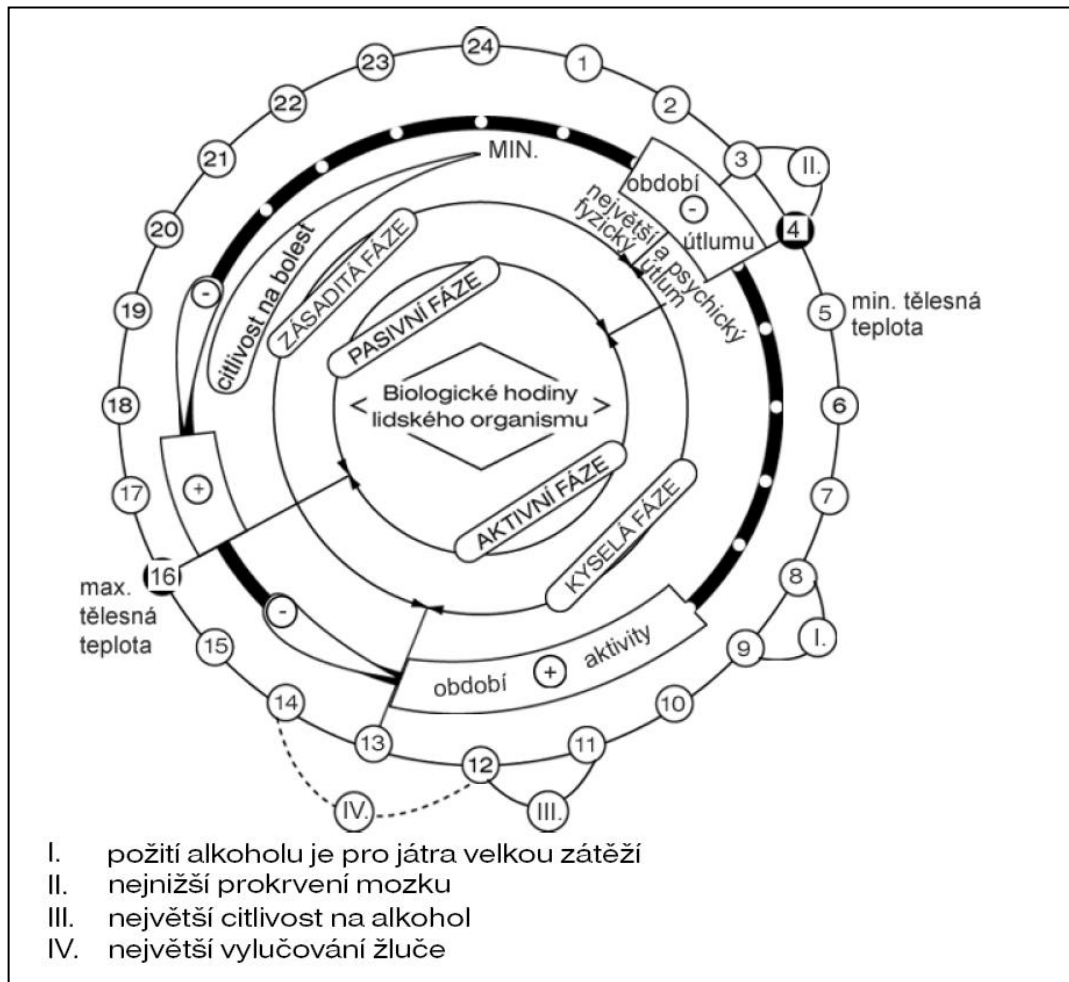 24
1
2
3
II.
4
5
min. tělesná
teplota
6
7
8
I.
9
10
11
III.
12
IV.
13
14
15
16
max.
tělesná
teplota
17
18
19
20
21
22
23
MIN.
období
-
útlumu
největší a psychický
fyzický útlum
citlivost na bolest
-
ZÁSADITÁ FÁZE
PASIVNÍ FÁZE
Biologické hodiny
lidského organismu
AKTIVNÍ FÁZE
KYSELÁ FÁZE
+
-
období + aktivity
I. požití alkoholu je pro játra velkou zátěží
II. nejnižší prokrvení mozku
III. největší citlivost na alkohol
IV. největší vylučování žluče